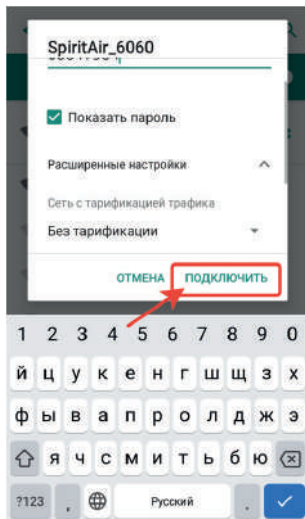 SpiritAir_6060
Показать пароль
Расширенные настройки
Сеть с тарификацией трафика
Без тарификации
ОТМЕНА ПОДКЛЮЧИТЬ
1 2 3 4 5 6 7 8 9 0
й ц у к е н г ш щ з х
ф ы в а п р о л д ж э
я ч с м и т ь б ю
?123 , Русский .